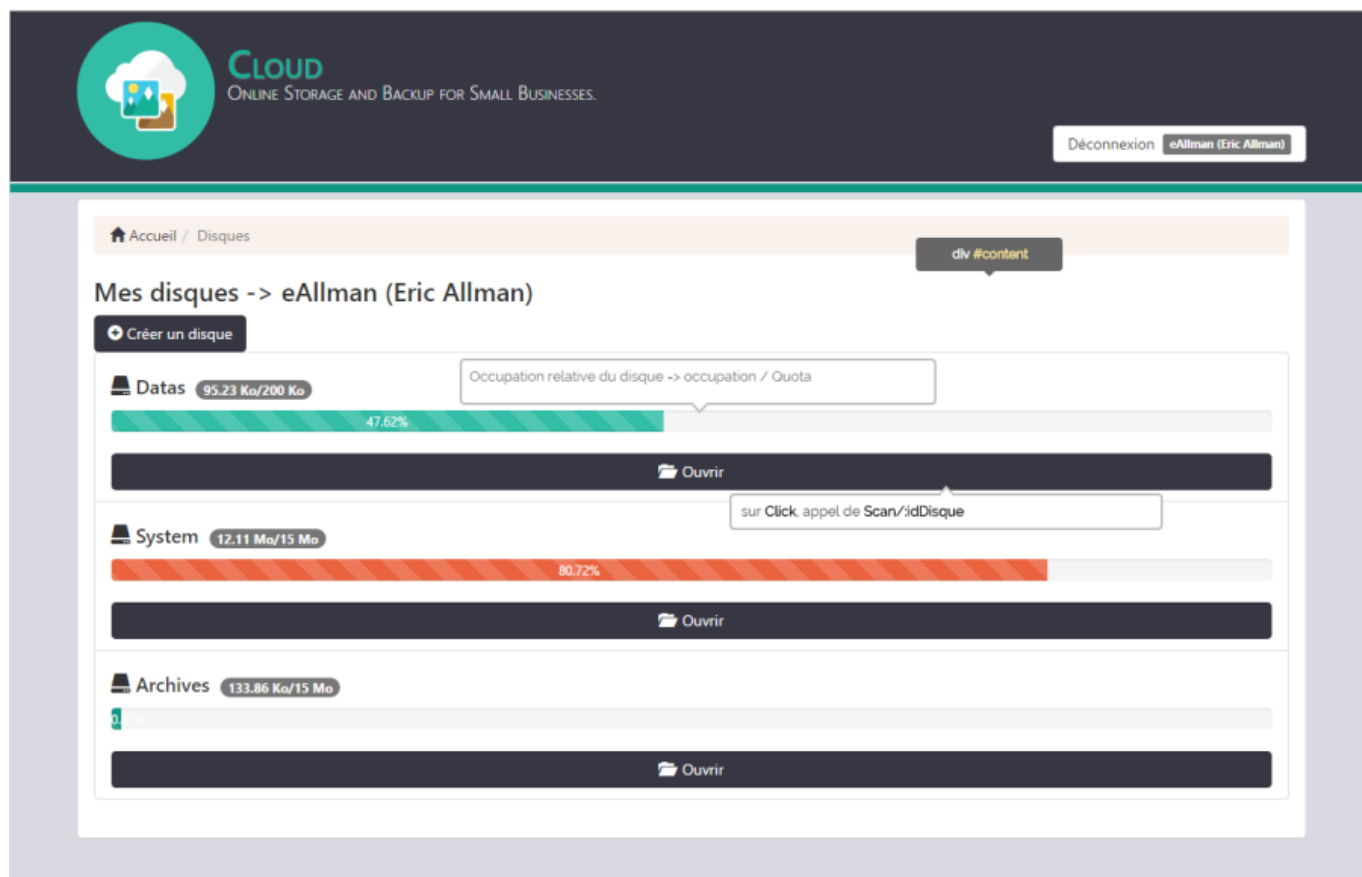 Cloud
Online Storage and Backup for Small Businesses.
Déconnexion eAllman (Eric Allman)
Accueil / Disques
div #content
Mes disques -> eAllman (Eric Allman)
Créer un disque
Datas 95.23 Ko/200 Ko
Occupation relative du disque -> occupation / Quota
47.62%
Ouvrir
sur Click, appel de Scan/:idDisque
System 12.11 Mo/15 Mo
80.72%
Ouvrir
Archives 133.86 Ko/15 Mo
Ouvrir